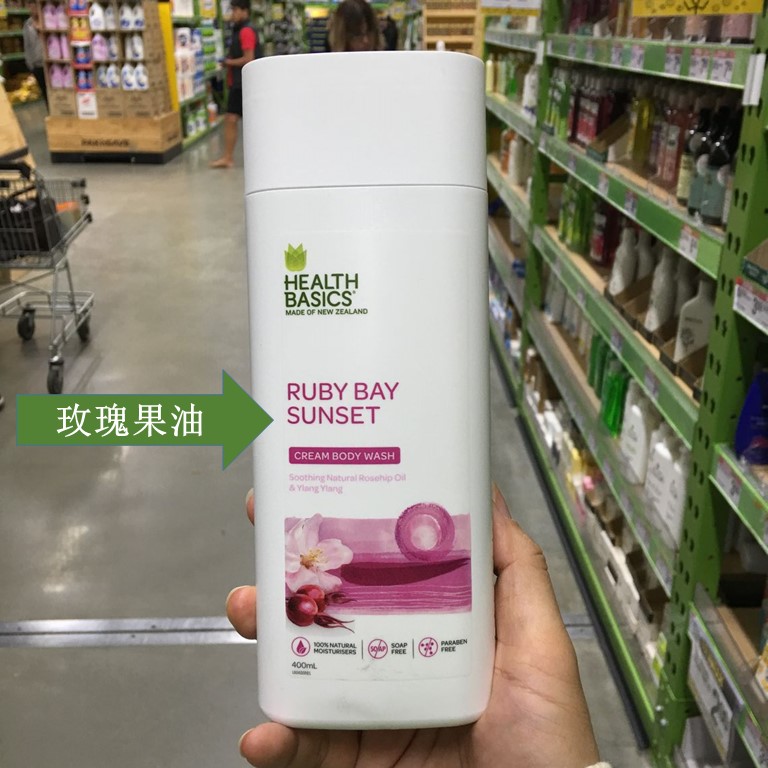 HEALTH
BASICS®
MADE OF NEW ZEALAND
玫瑰果油
RUBY BAY
SUNSET
CREAM BODY WASH
Soothing Natural Rosehip Oil
& Ylang Ylang
100% NATURAL
MOISTURISERS
SOAP
SOAP
FREE
PARABEN
FREE
400mL